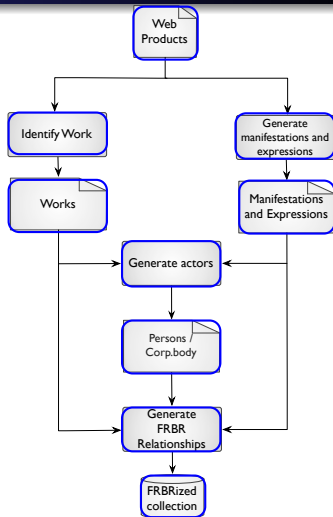 Web
Products
Identify Work
Generate
manifestations and
expressions
Works
Manifestations
and Expressions
Generate actors
Persons /
Corp.body
Generate
FRBR
Relationships
FRBRized
collection